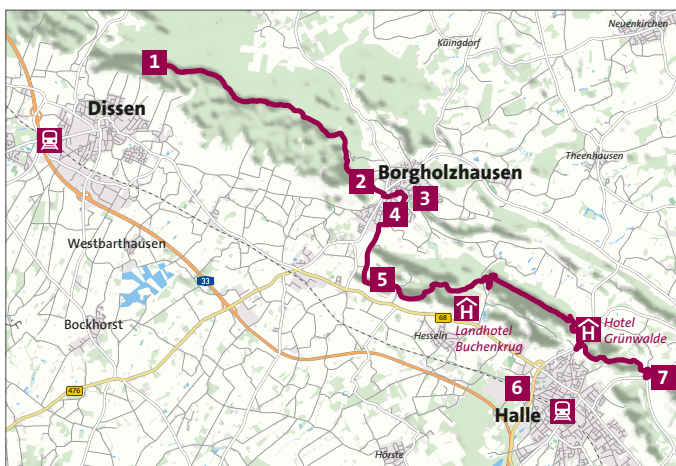 Neuenkirchen
Küingdorf
1
Dissen
Theenhausen
Borgholzhausen
2
3
4
Westbarthausen
5
33
Bockhorst
68
H
Landhotel
Buchenkrug
H
Hotel
Grünwalde
Hesseln
476
6
7
Halle
Hörste